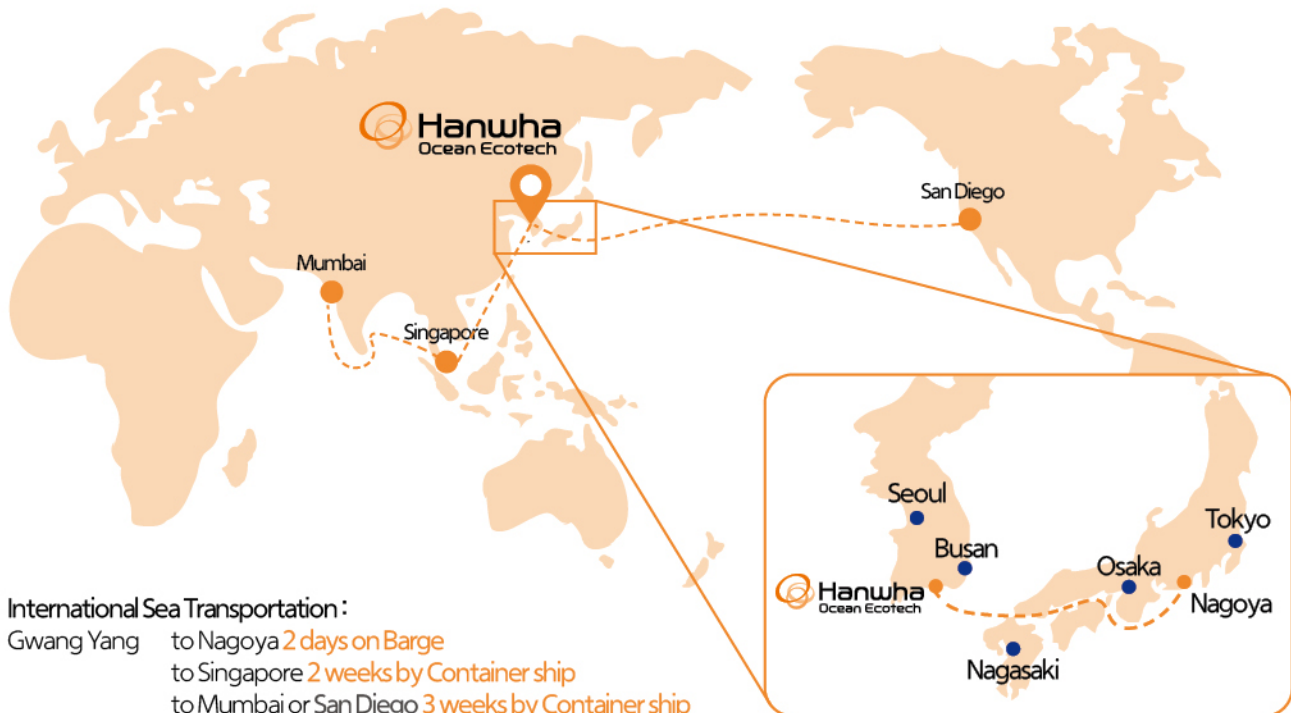 Hanwha
Ocean Ecotech
San Diego
Mumbai
Singapore
Seoul
Busan
Tokyo
Osaka
Hanwha
Ocean Ecotech
Nagoya
Nagasaki
International Sea Transportation :
Gwang Yang to Nagoya 2 days on Barge
to Singapore 2 weeks by Container ship
to Mumbai or San Diego 3 weeks by Container ship